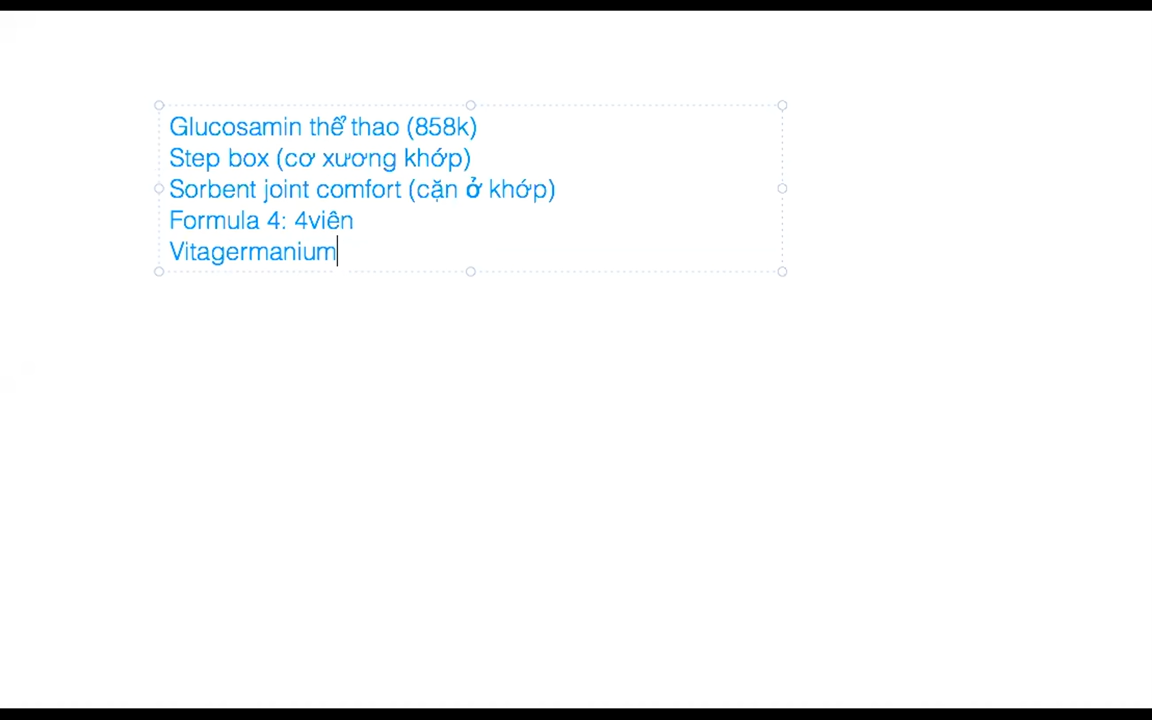 Glucosamin thể thao (858k)
Step box (cơ xương khớp)
Sorbent joint comfort (cặn ở khớp)
Formula 4: 4viên
Vitagermanium